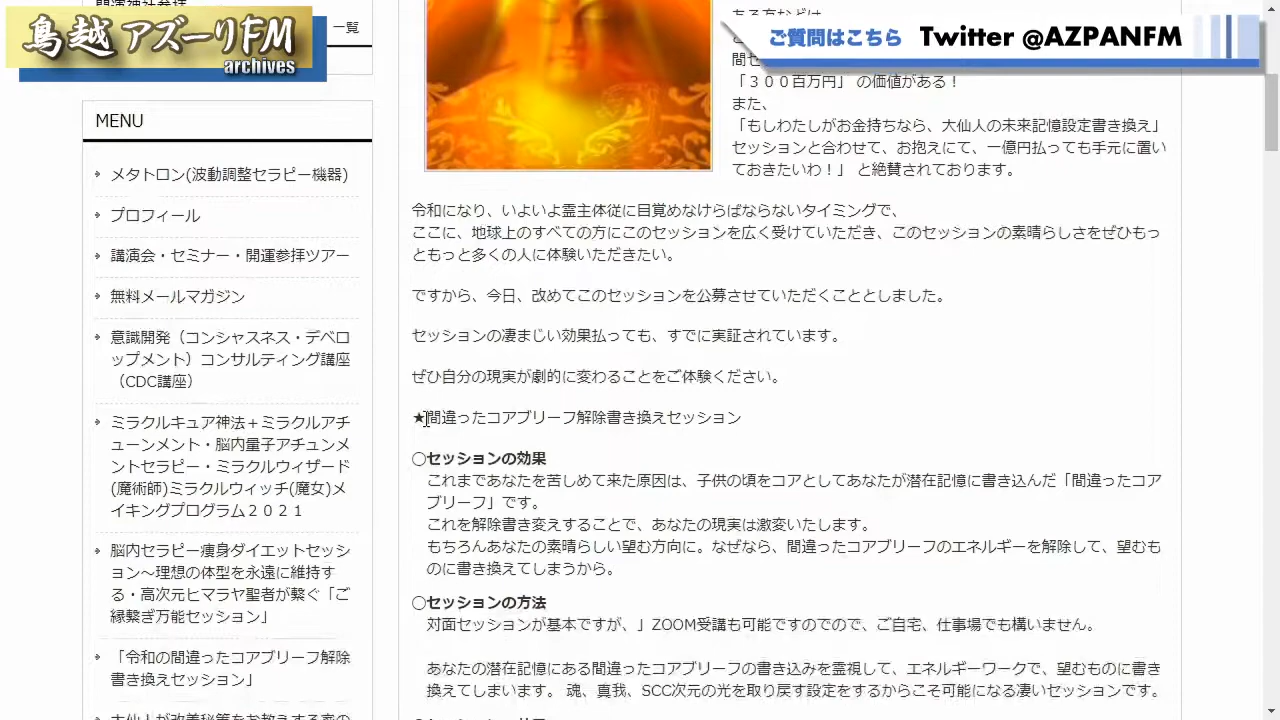 鳥越アズーリFM
archives
一覧
ご質問はこちら Twitter @AZPANFM
MENU
メタトロン(波動調整セラピー機器)
プロフィール
講演会・セミナー・開運参拝ツアー
無料メールマガジン
意識開発（コンシャスネス・デベロ
ップメント）コンサルティング講座
（CDC講座）
ミラクルキュア神法＋ミラクルアチ
ューンメント・脳内量子アチュンメ
ントセラピー・ミラクルウィザード
(魔術師)ミラクルウィッチ(魔女)メ
イキングプログラム２０２１
脳内セラピー痩身ダイエットセッシ
ョン～理想の体型を永遠に維持す
る・高次元ヒマラヤ聖者が繋ぐ「ご
縁繋ぎ万能セッション」
「令和の間違ったコアブリーフ解除
書き換えセッション」
間セ
「３００百万円」 の価値がある！
また、
「もしわたしがお金持ちなら、大仙人の未来記憶設定書き換え」
セッションと合わせて、お抱えにて、一億円払っても手元に置い
ておきたいわ！」 と絶賛されております。
令和になり、いよいよ霊主体従に目覚めなけらばならないタイミングで、
ここに、地球上のすべての方にこのセッションを広く受けていただき、このセッションの素晴らしさをぜひもっ
ともっと多くの人に体験いただきたい。
ですから、今日、改めてこのセッションを公募させていただくこととしました。
セッションの凄まじい効果払っても、すでに実証されています。
ぜひ自分の現実が劇的に変わることをご体験ください。
★間違ったコアブリーフ解除書き換えセッション
○セッションの効果
これまであなたを苦しめて来た原因は、子供の頃をコアとしてあなたが潜在記憶に書き込んだ「間違ったコア
ブリーフ」です。
これを解除書き変えすることで、あなたの現実は激変いたします。
もちろんあなたの素晴らしい望む方向に。なぜなら、間違ったコアブリーフのエネルギーを解除して、望むも
のに書き換えてしまうから。
○セッションの方法
対面セッションが基本ですが、」ZOOM受講も可能ですのでので、ご自宅、仕事場でも構いません。
あなたの潜在記憶にある間違ったコアブリーフの書き込みを霊視して、エネルギーワークで、望むものに書き
換えてしまいます。 魂、真我、SCC次元の光を取り戻す設定をするからこそ可能になる凄いセッションです。